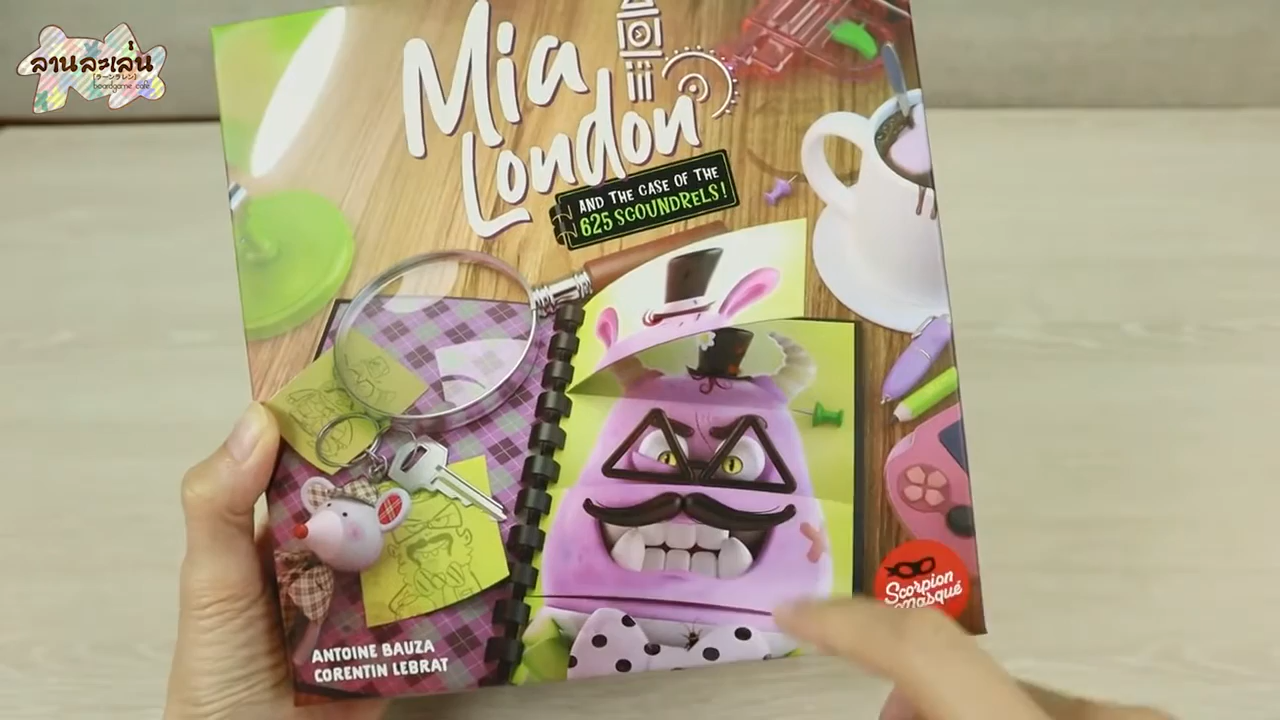 ลานละเล่น
(ラーンラレン)
boardgame cafe
Mia
London
AND THE CASE OF THE
625 SCOUNDRELS!
Scorpion
Masqué
ANTOINE BAUZA
CORENTIN LEBRAT